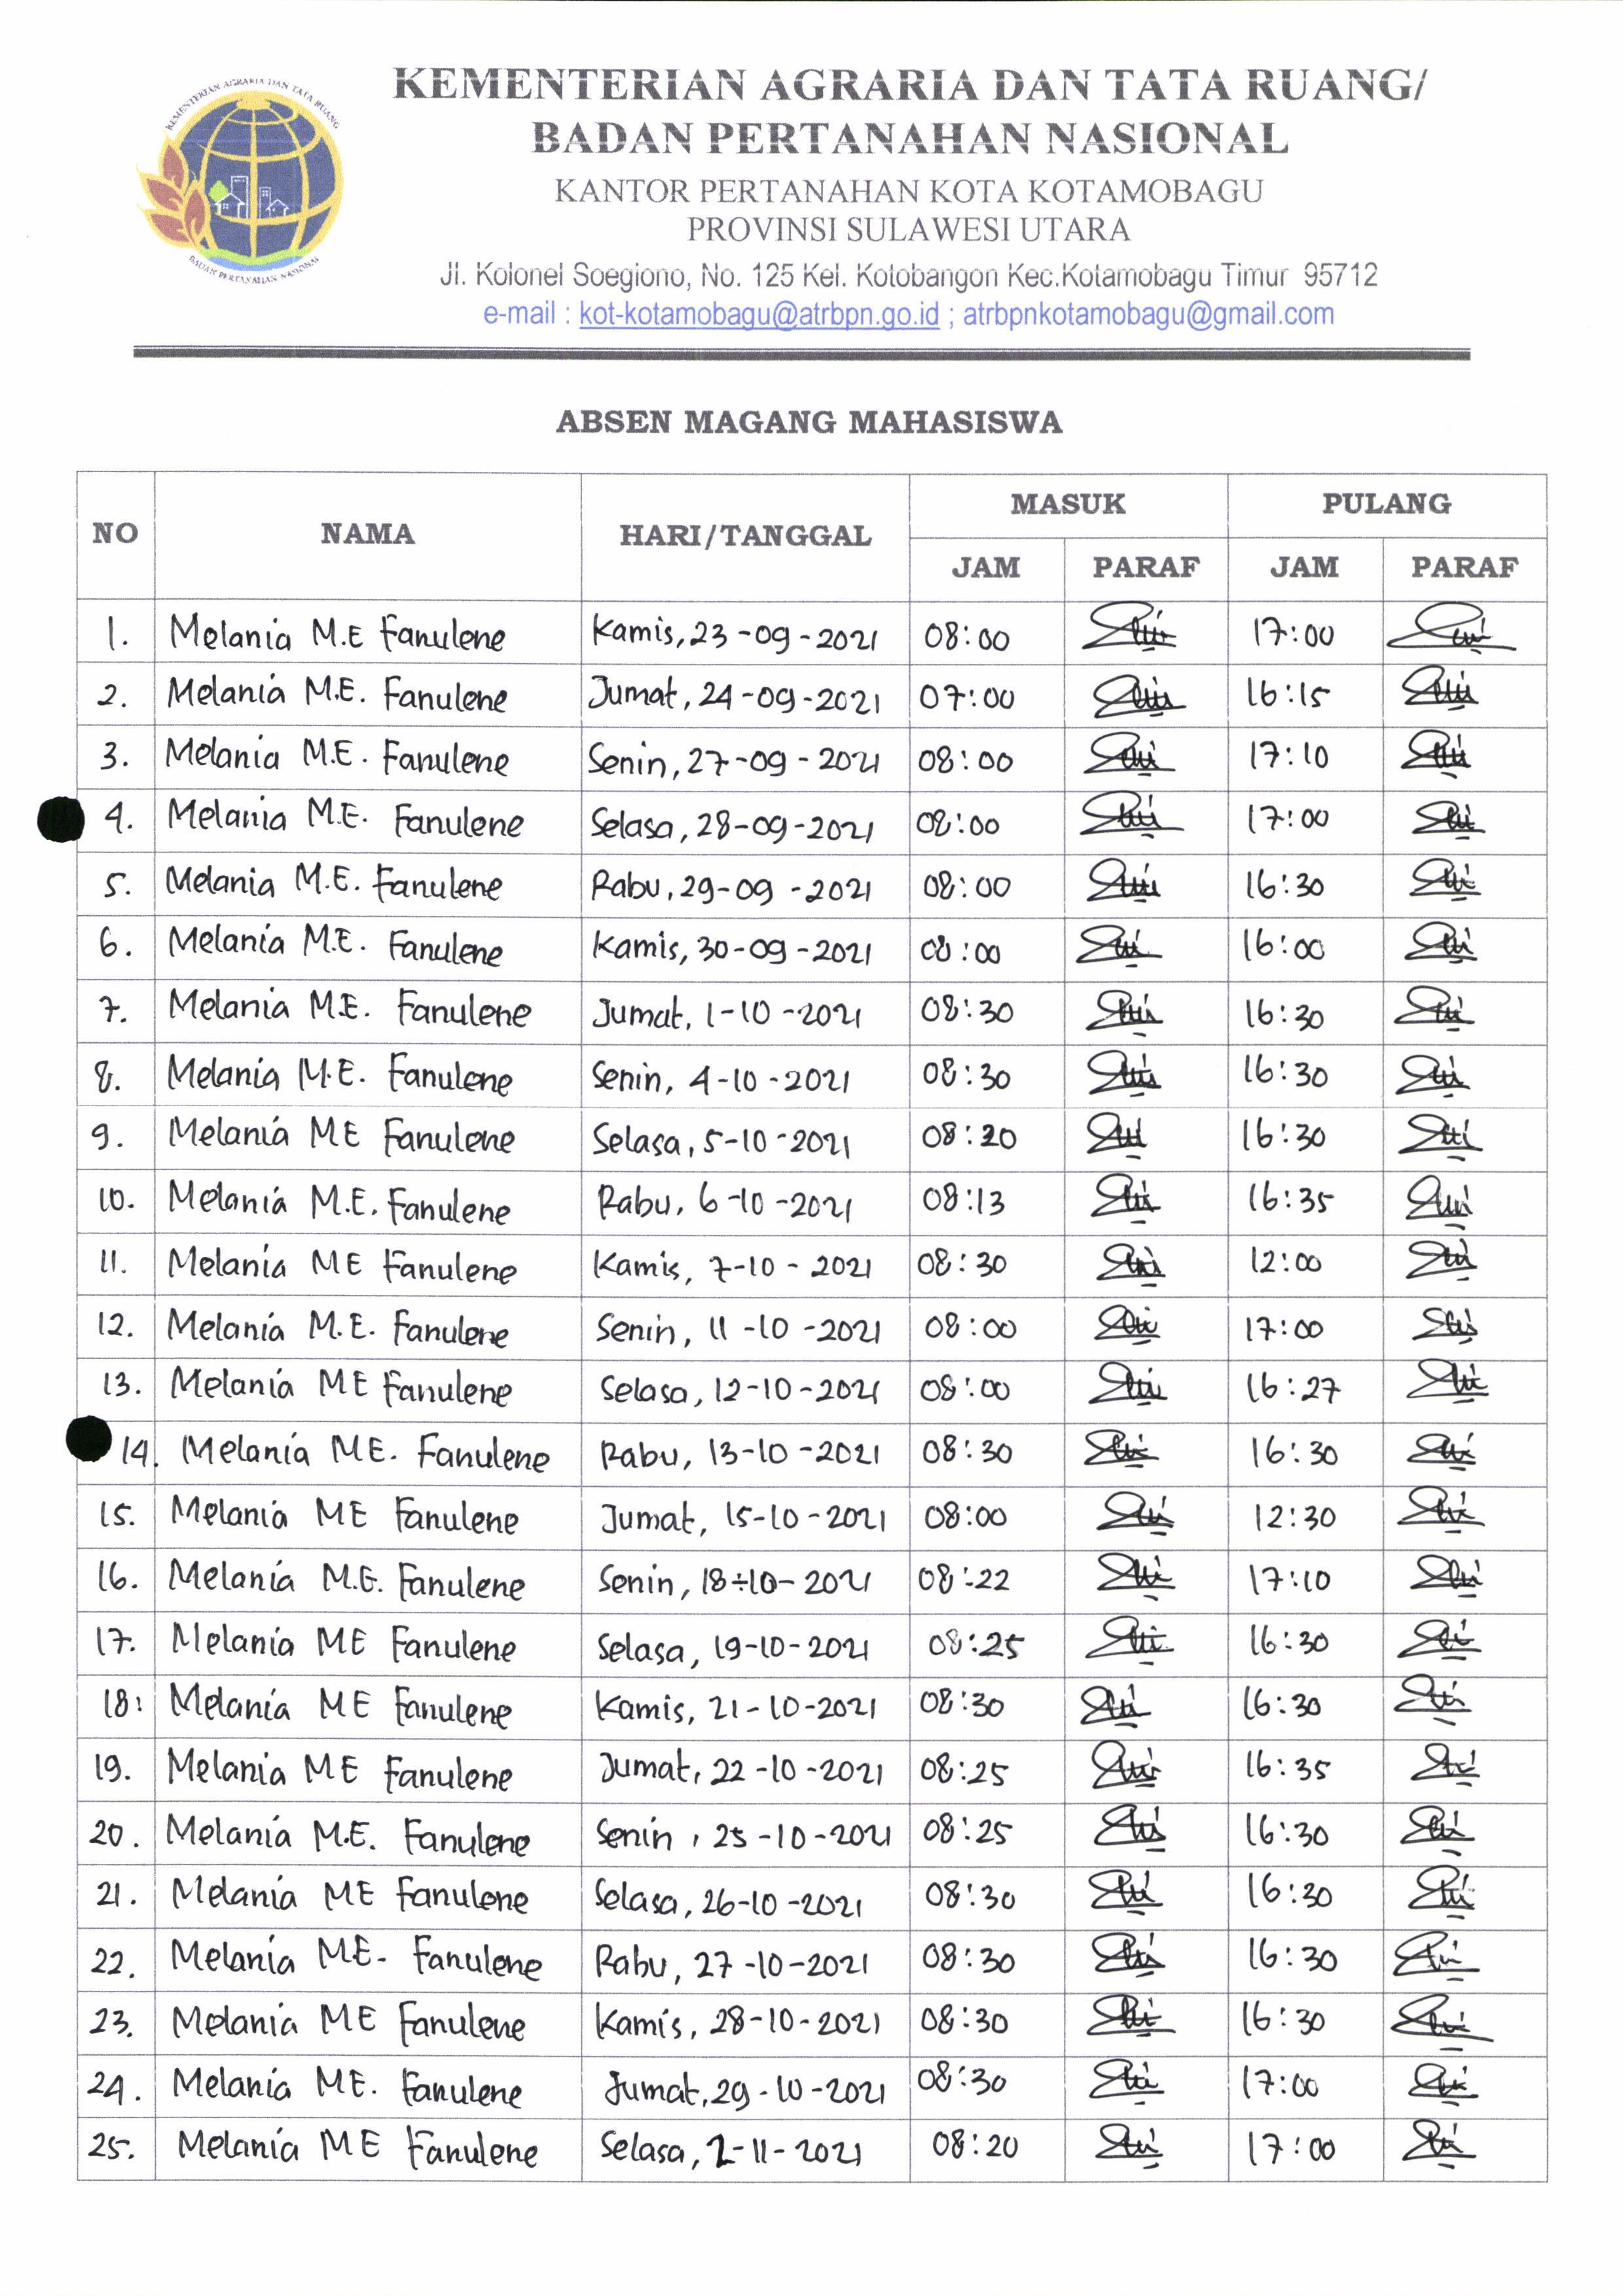 KEMENTERIAN AGRARIA DAN TATA RUANG
BADAN PERTANAHAN NASIONAL
KEMENTERIAN AGRARIA DAN TATA RUANG/
BADAN PERTANAHAN NASIONAL
KANTOR PERTANAHAN KOTA KOTAMOBAGU
PROVINSI SULAWESI UTARA
Jl. Kolonel Soegiono, No. 125 Kel. Kotobangon Kec.Kotamobagu Timur 95712
e-mail : kot-kotamobagu@atrbpn.go.id ; atrbpnkotamobagu@gmail.com
ABSEN MAGANG MAHASISWA
NO NAMA HARI/TANGGAL MASUK PULANG
JAM PARAF JAM PARAF
1. Melania M.E Fanulene Kamis, 23-09-2021 08:00 17:00
2. Melania M.E. Fanulene Jumat, 24-09-2021 07:00 16:15
3. Melania M.E. Fanulene Senin, 27-09-2021 08:00 17:10
4. Melania M.E. Fanulene Selasa, 28-09-2021 08:00 17:00
5. Melania M.E. Fanulene Rabu, 29-09-2021 08:00 16:30
6. Melania M.E. Fanulene Kamis, 30-09-2021 08:00 16:00
7. Melania M.E. Fanulene Jumat, 1-10-2021 08:30 16:30
8. Melania M.E. Fanulene Senin, 4-10-2021 08:30 16:30
9. Melania ME Fanulene Selasa, 5-10-2021 08:20 16:30
10. Melania M.E. Fanulene Rabu, 6-10-2021 08:13 16:35
11. Melania ME Fanulene Kamis, 7-10-2021 08:30 12:00
12. Melania M.E. Fanulene Senin, 11-10-2021 08:00 17:00
13. Melania ME Fanulene Selasa, 12-10-2021 08:00 16:27
14. Melania ME. Fanulene Rabu, 13-10-2021 08:30 16:30
15. Melania ME Fanulene Jumat, 15-10-2021 08:00 12:30
16. Melania M.E. Fanulene Senin, 18-10-2021 08:22 17:10
17. Melania ME Fanulene Selasa, 19-10-2021 08:25 16:30
18. Melania ME Fanulene Kamis, 21-10-2021 08:30 16:30
19. Melania ME Fanulene Jumat, 22-10-2021 08:25 16:35
20. Melania M.E. Fanulene Senin, 25-10-2021 08:25 16:30
21. Melania ME Fanulene Selasa, 26-10-2021 08:30 16:30
22. Melania ME. Fanulene Rabu, 27-10-2021 08:30 16:30
23. Melania ME Fanulene Kamis, 28-10-2021 08:30 16:30
24. Melania ME. Fanulene Jumat, 29-10-2021 08:30 17:00
25. Melania ME Fanulene Selasa, 2-11-2021 08:20 17:00